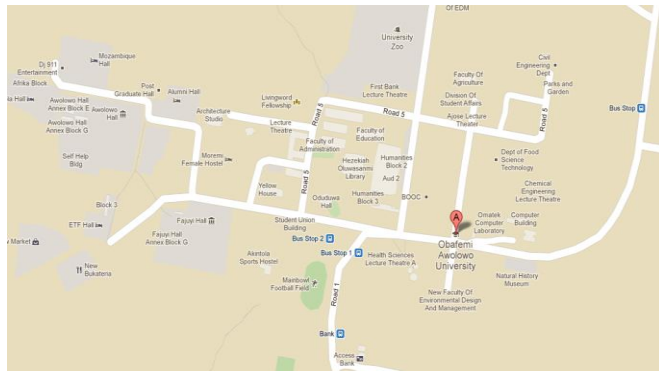 Of EDM
University
Zoo
Mozambique
Hall
Dj 911
Entertainment
Afrika Block
la Hall
Awolowo Hall
Annex Block E
Awolowo
Hall
Awolowo Hall
Annex Block G
Post
Graduate Hall
Alumni Hall
Architecture
Studio
Livingword
Fellowship
Lecture
Theatre
Road 5
First Bank
Lecture Theatre
Road 5
Faculty Of
Agriculture
Division Of
Student Affairs
Ajose Lecture
Theater
Civil
Engineering
Dept
Parks and
Garden
Road 5
Bus Stop
Self Help
Bldg
Moremi
Female Hostel
Faculty of
Administration
Faculty of
Education
Hezekiah
Oluwasanmi
Library
Humanities
Block 2
Aud 2
Dept of Food
Science
Technology
Yellow
House
Road 5
Oduduwa
Hall
Humanities
Block 3
BOOC
Chemical
Engineering
Lecture Theatre
Block 3
ETF Hall
Fajuyi Hall
Fajuyi Hall
Annex Block G
Student Union
Building
Bus Stop 2
Bus Stop 1
A
Obafemi
Awolowo
University
Omatek
Computer
Laboratory
Computer
Building
Market
New
Bukateria
Akintola
Sports Hostel
Mainbowl
Football Field
Road 1
Health Sciences
Lecture Theatre A
Natural History
Museum
New Faculty Of
Environmental Design
And Management
Bank
Access
Bank